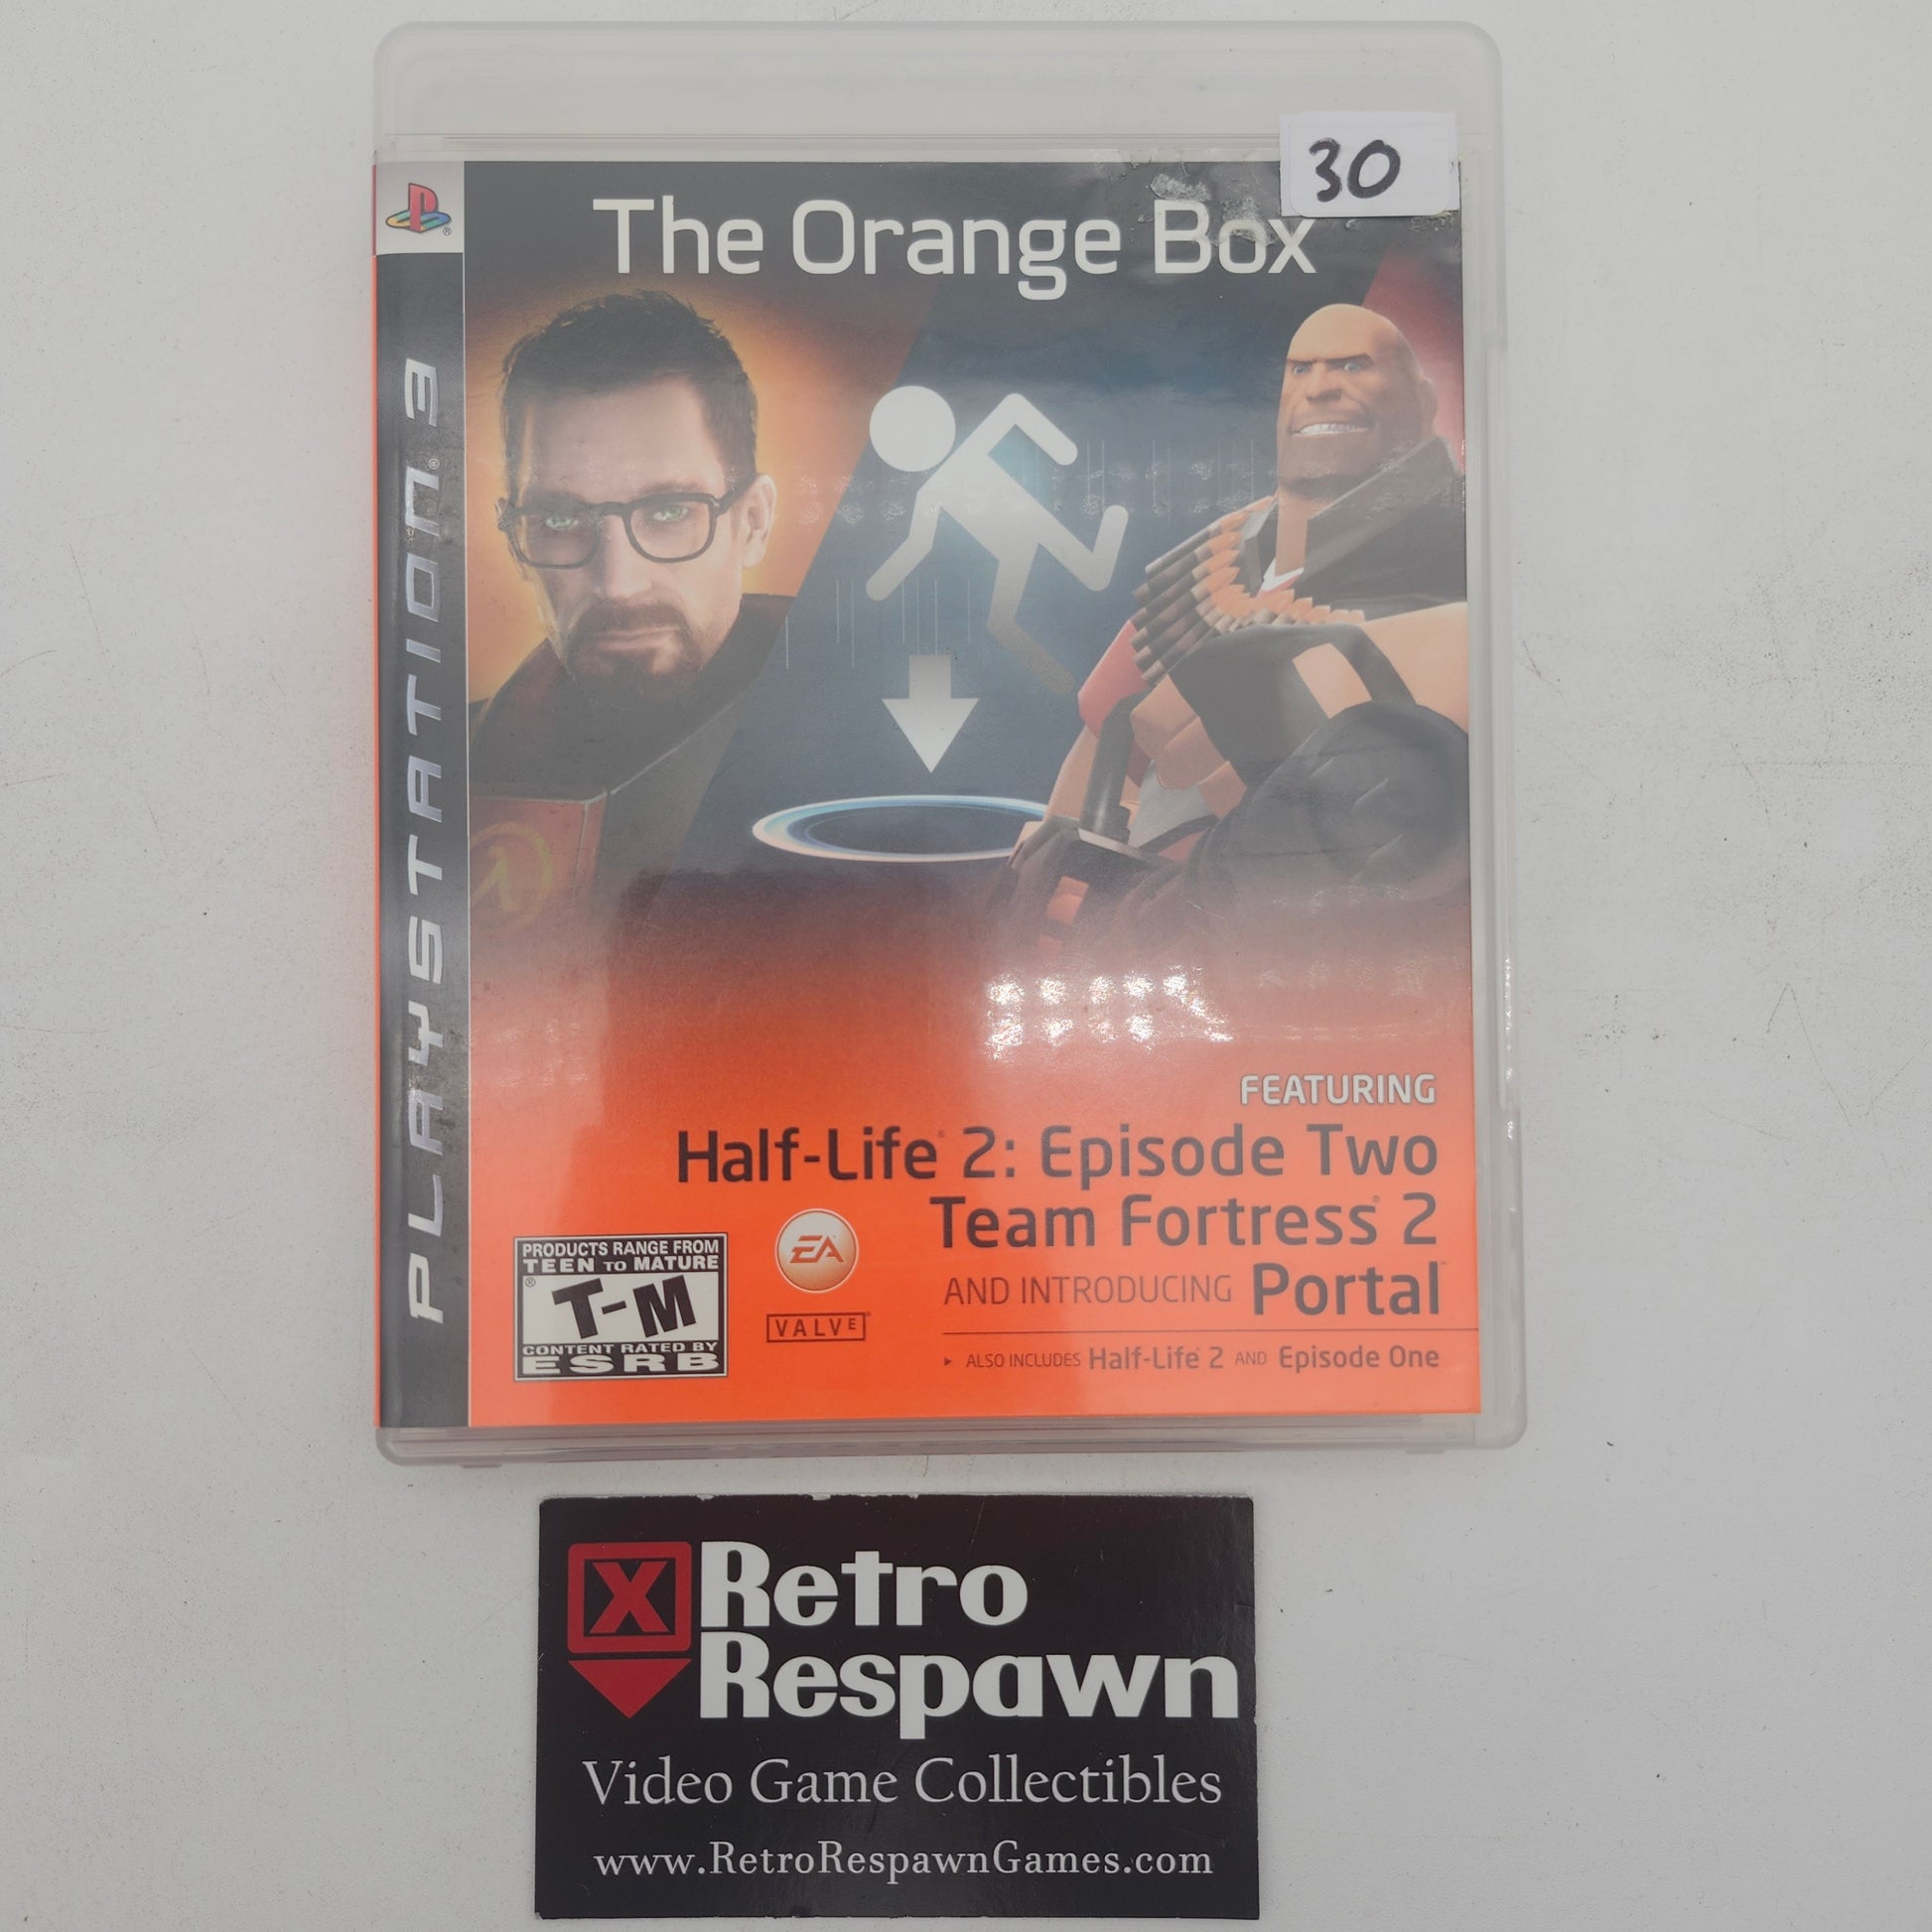 30
The Orange Box
PLAYSTATION®3
FEATURING
Half-Life® 2: Episode Two
Team Fortress® 2
AND INTRODUCING Portal™
ALSO INCLUDES Half-Life® 2 AND Episode One
PRODUCTS RANGE FROM
TEEN TO MATURE
T-M
CONTENT RATED BY
ESRB
EA
VALVE®
X Retro
Respawn
Video Game Collectibles
www.RetroRespawnGames.com